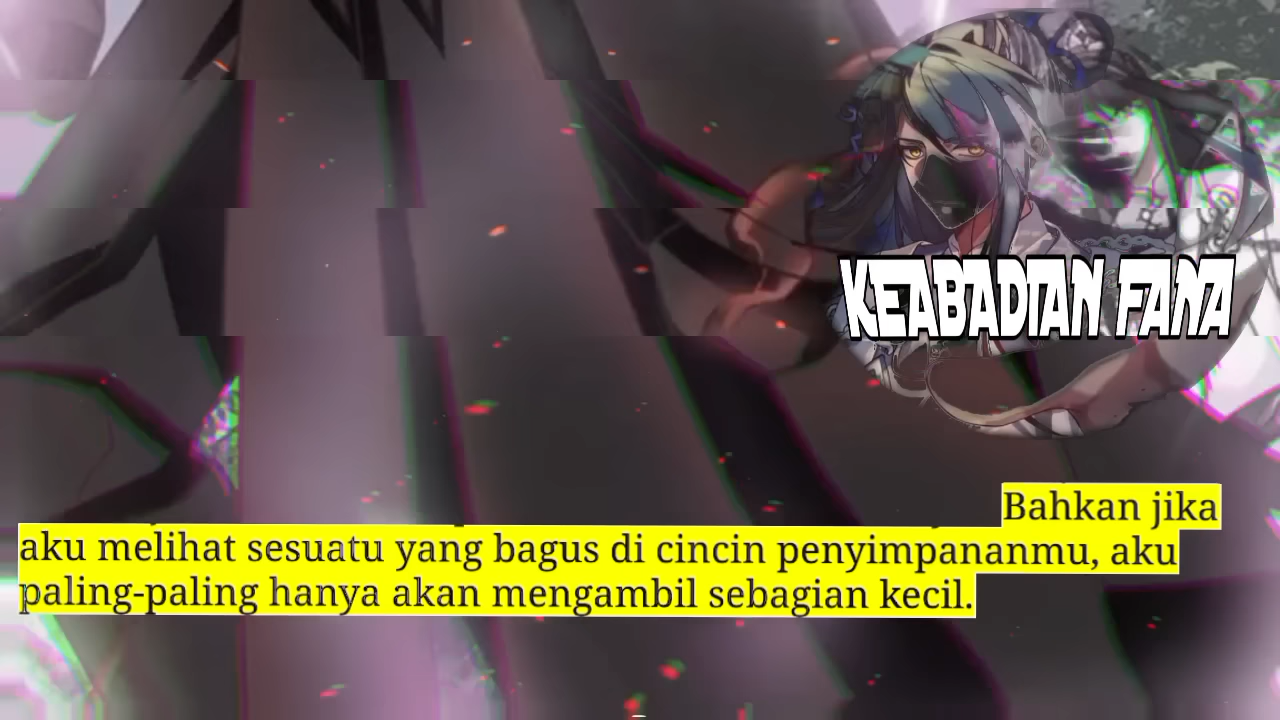 KEABADIAN FANA
Bahkan jika
aku melihat sesuatu yang bagus di cincin penyimpananmu, aku
paling-paling hanya akan mengambil sebagian kecil.